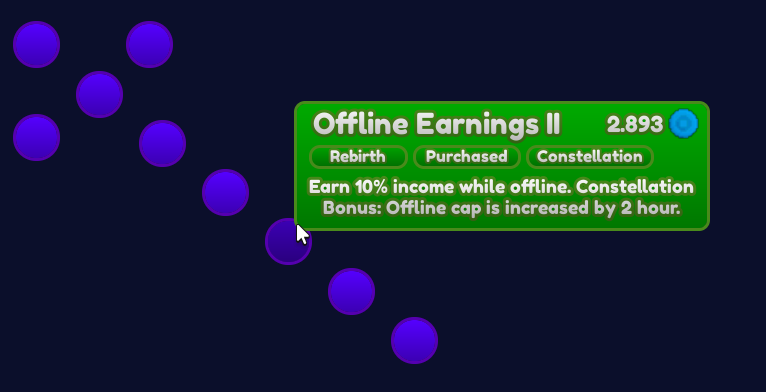 Offline Earnings II 2.893
Rebirth Purchased Constellation
Earn 10% income while offline. Constellation
Bonus: Offline cap is increased by 2 hour.